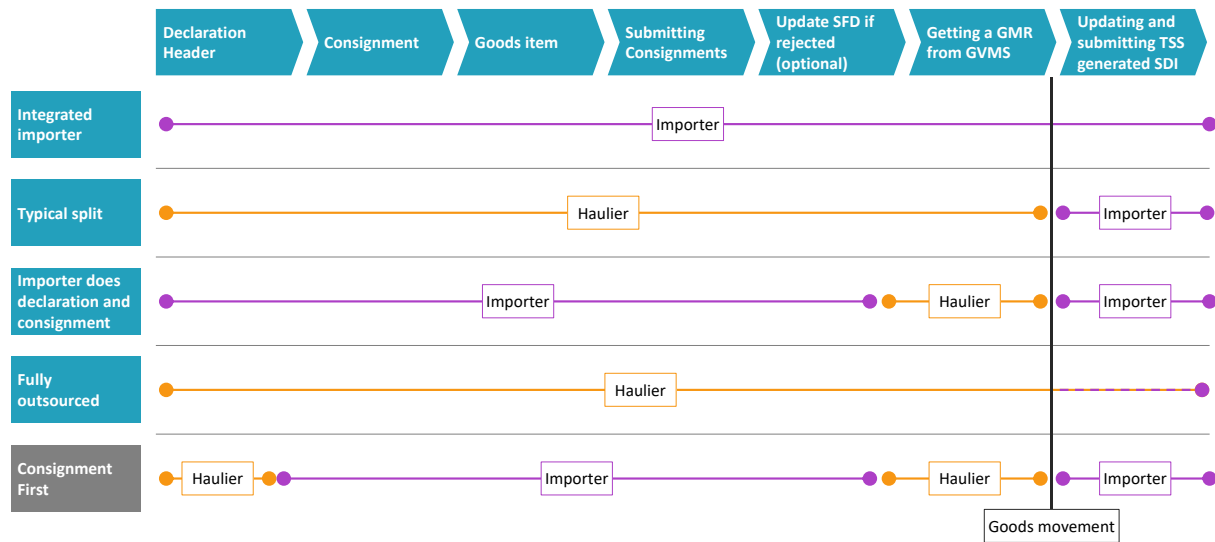 Declaration
Header
Consignment
Goods item
Submitting
Consignments
Update SFD if
rejected
(optional)
Getting a GMR
from GVMS
Updating and
submitting TSS
generated SDI
Integrated
importer
Importer
Typical split
Haulier
Importer
Importer does
declaration and
consignment
Importer
Haulier
Importer
Fully
outsourced
Haulier
Consignment
First
Haulier
Importer
Haulier
Importer
Goods movement